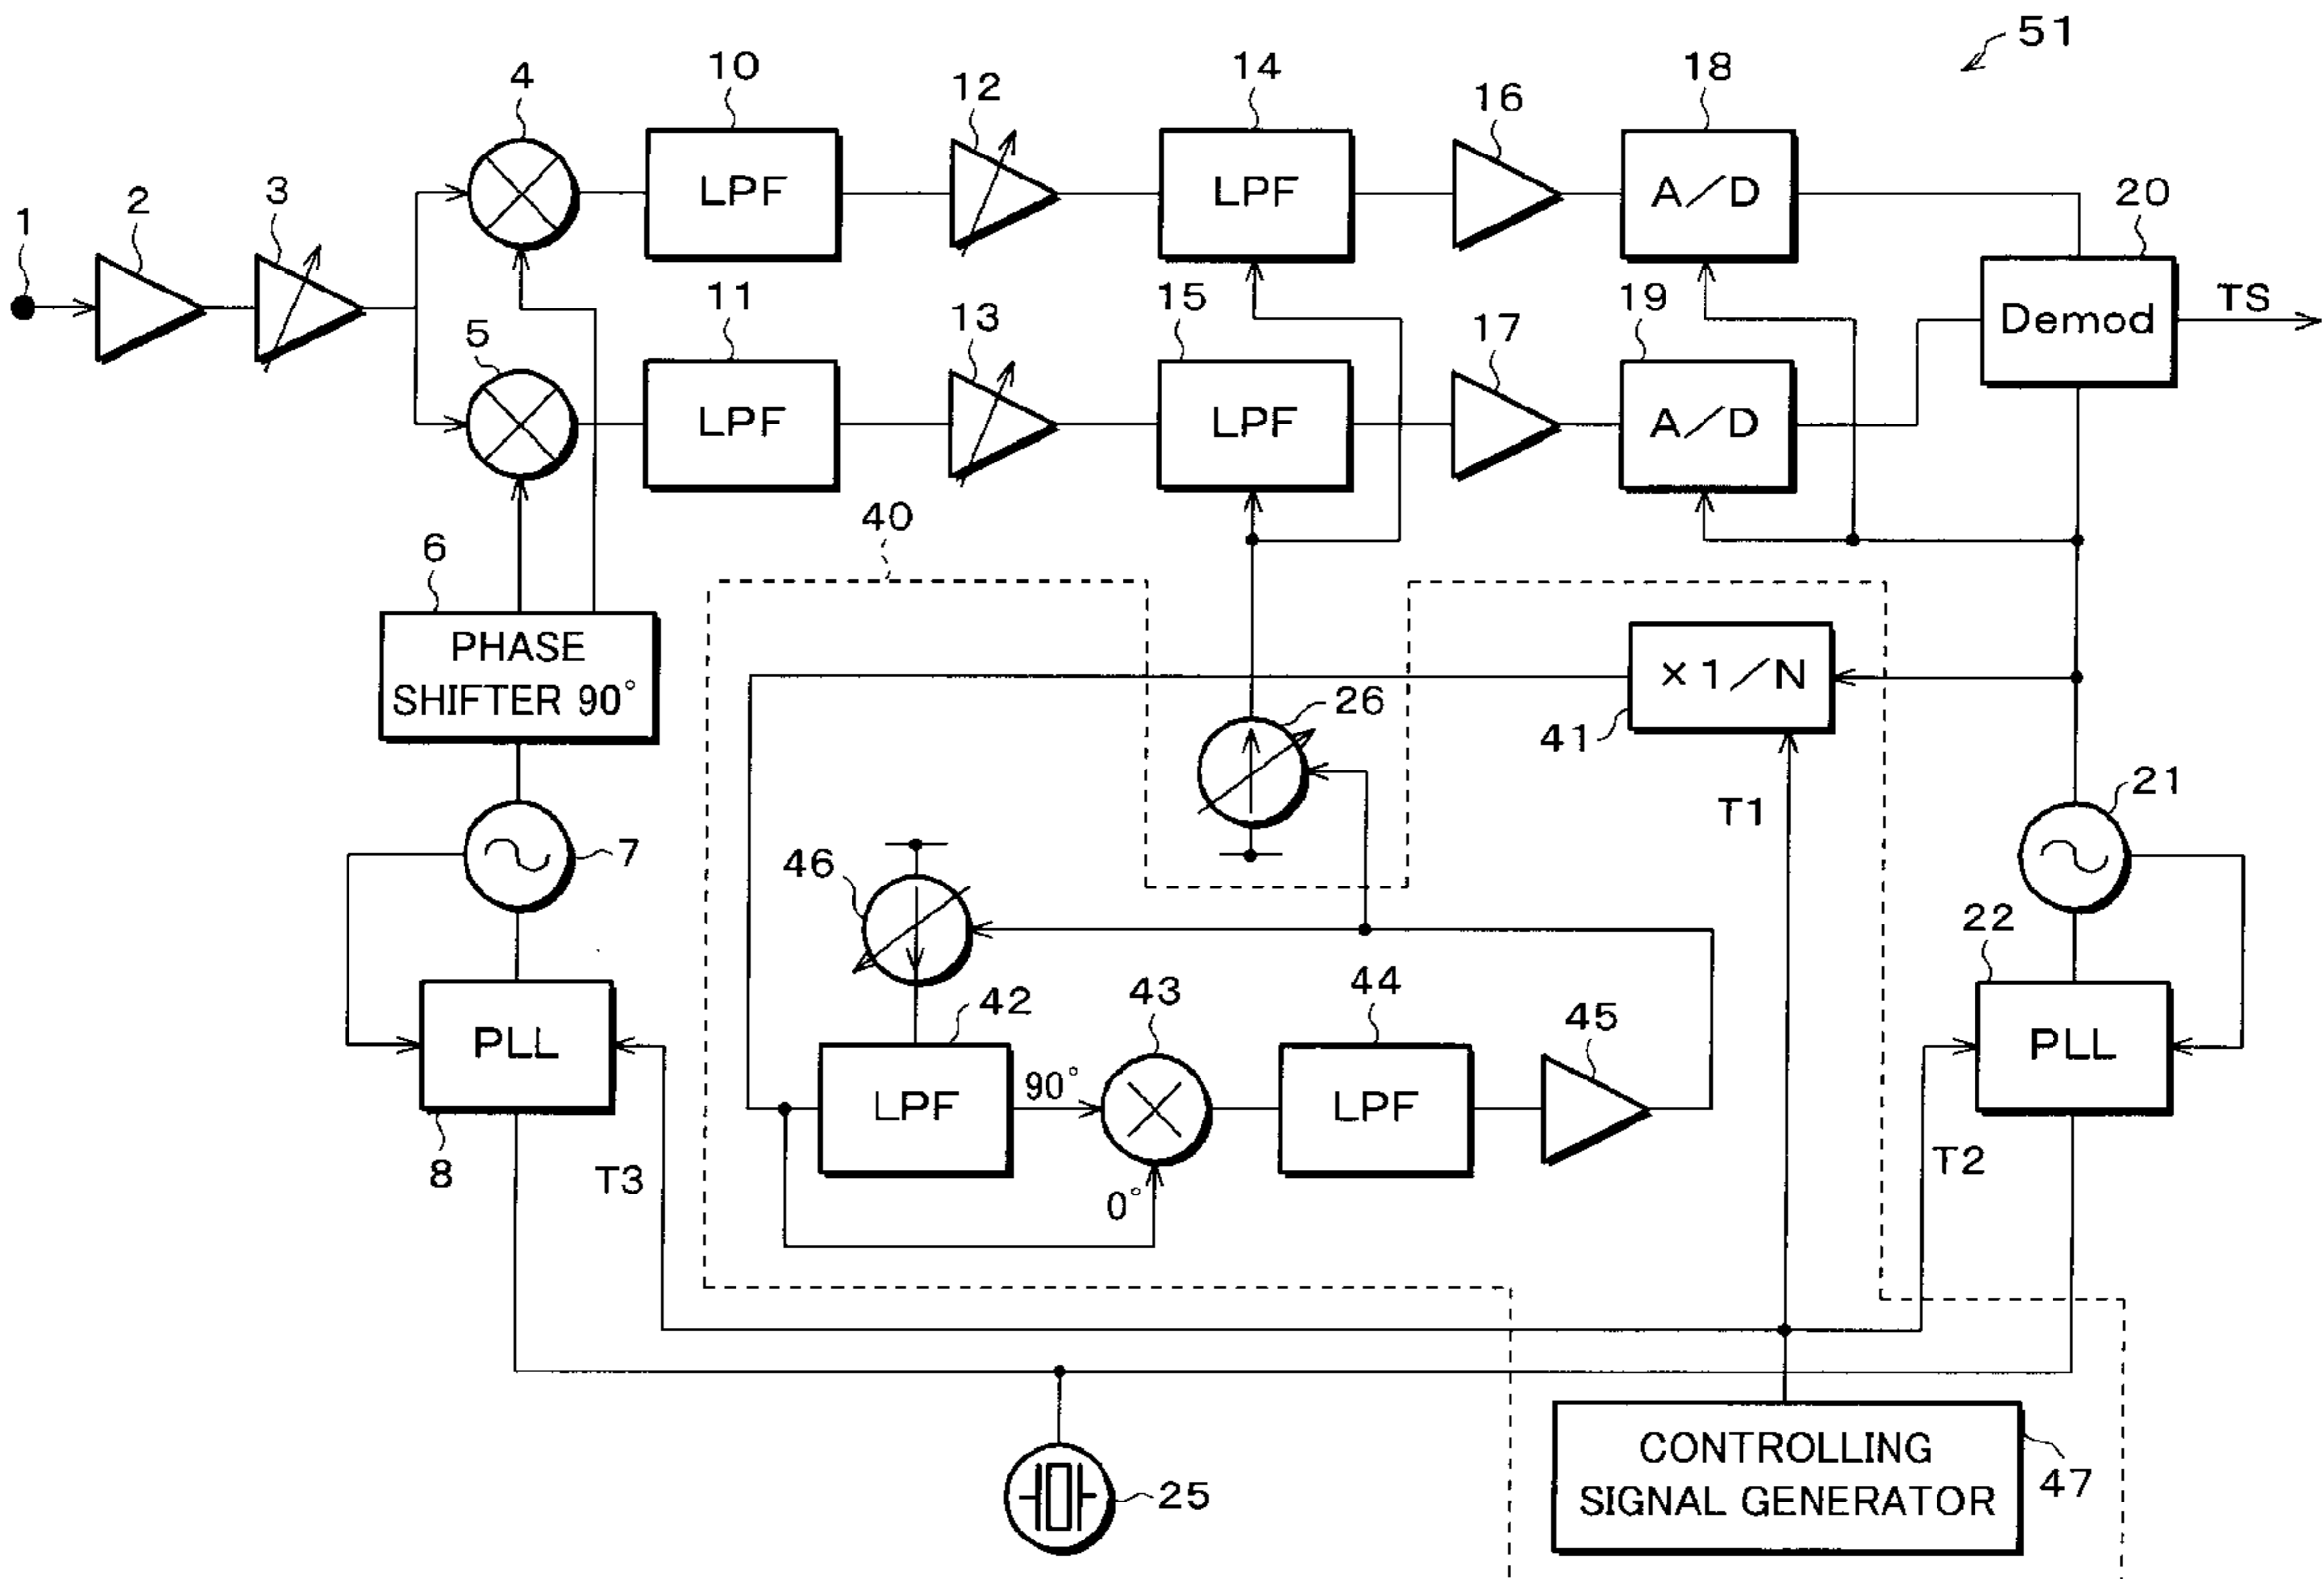 51
4
10
12
14
16
18
1
2
3
LPF
LPF
A/D
20
5
11
13
15
17
19
Demod
TS
LPF
LPF
A/D
40
6
PHASE
SHIFTER 90°
×1/N
26
41
7
46
T1
21
22
42
43
44
45
PLL
PLL
90°
LPF
LPF
8
T3
0°
T2
25
CONTROLLING
SIGNAL GENERATOR
47